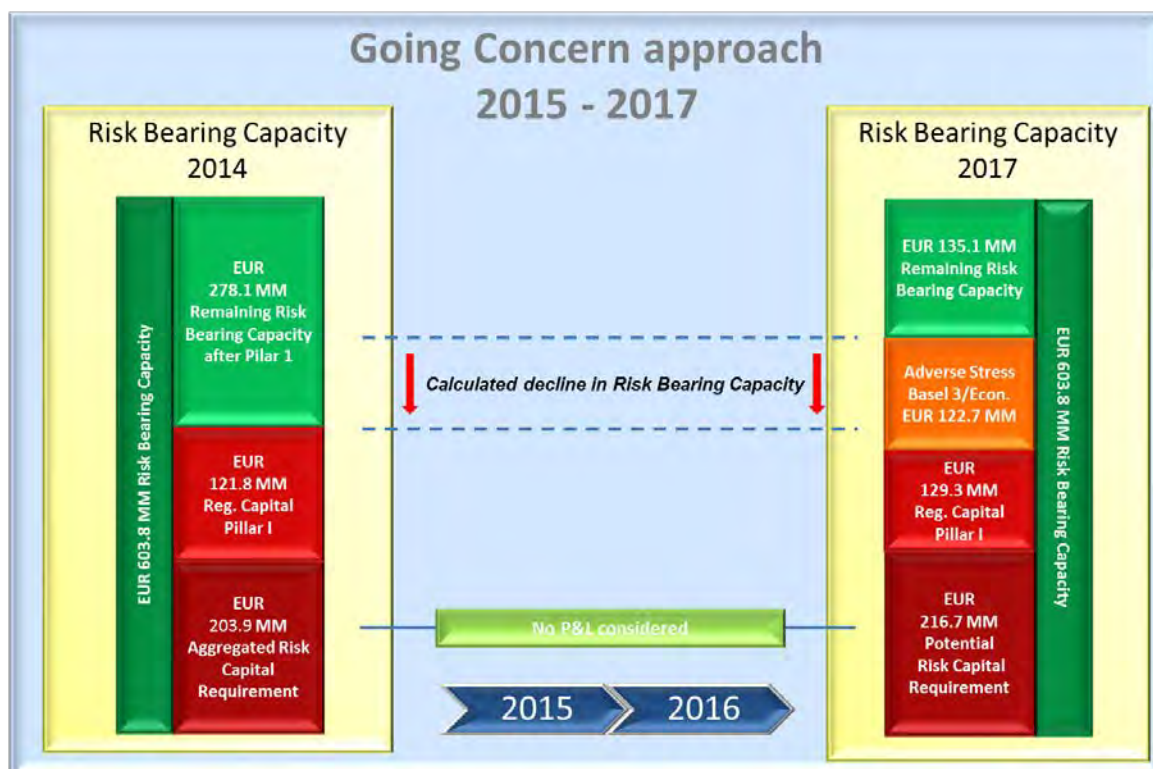 Going Concern approach
2015 - 2017
Risk Bearing Capacity
2014
EUR 603.8 MM Risk Bearing Capacity
EUR
278.1 MM
Remaining Risk
Bearing Capacity
after Pilar 1
EUR
121.8 MM
Reg. Capital
Pillar I
EUR
203.9 MM
Aggregated Risk
Capital
Requirement
Calculated decline in Risk Bearing Capacity
No P&L considered
2015
2016
Risk Bearing Capacity
2017
EUR 135.1 MM
Remaining Risk
Bearing Capacity
Adverse Stress
Basel 3/Econ.
EUR 122.7 MM
EUR
129.3 MM
Reg. Capital
Pillar I
EUR
216.7 MM
Potential
Risk Capital
Requirement
EUR 603.8 MM Risk Bearing Capacity